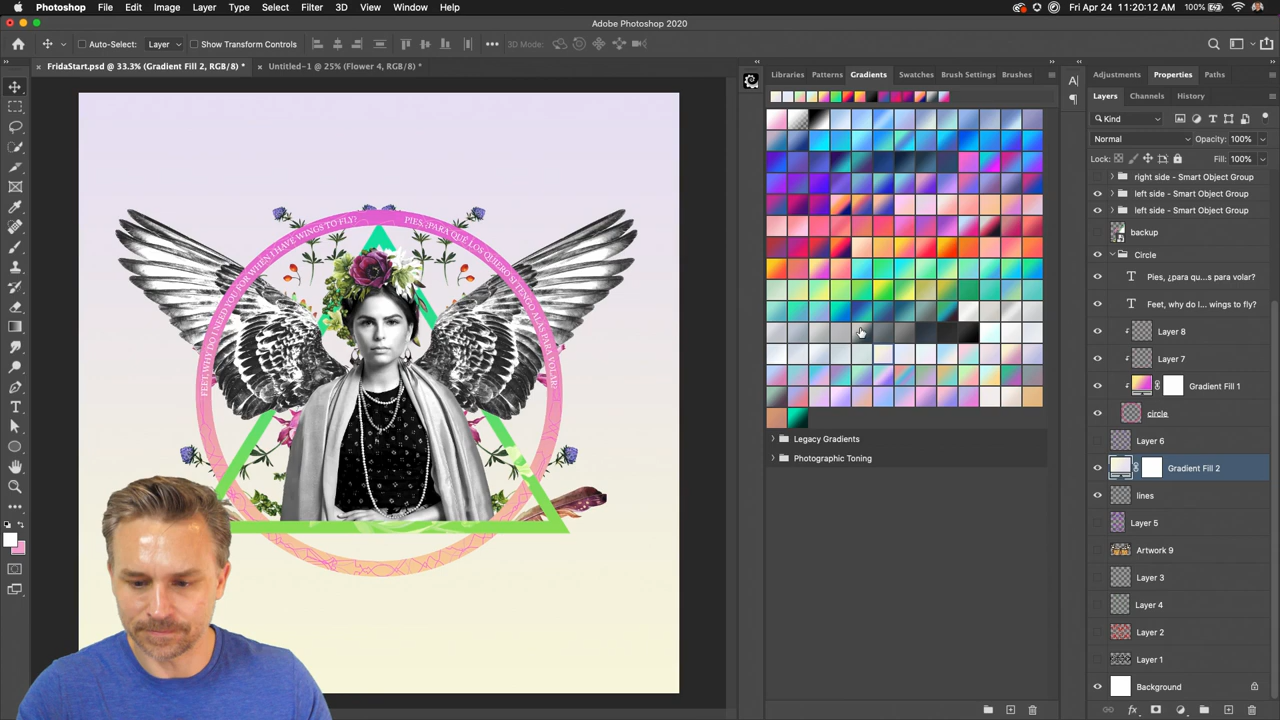 Photoshop File Edit Image Layer Type Select Filter 3D View Window Help 100% Fri Apr 24 11:20:12 AM
Adobe Photoshop 2020
Auto-Select: Layer Show Transform Controls 3D Mode:
FridaStart.psd @ 33.3% (Gradient Fill 2, RGB/8) * Untitled-1 @ 25% (Flower 4, RGB/8) *
Libraries Patterns Gradients Swatches Brush Settings Brushes
Adjustments Properties Paths
Layers Channels History
Kind
Normal Opacity: 100%
Lock: Fill: 100%
right side - Smart Object Group
left side - Smart Object Group
left side - Smart Object Group
backup
Circle
Pies, ¿para qu...s para volar?
Feet, why do I ... wings to fly?
Layer 8
Layer 7
Gradient Fill 1
circle
Layer 6
Gradient Fill 2
lines
Layer 5
Artwork 9
Layer 3
Layer 4
Layer 2
Layer 1
Background
Legacy Gradients
Photographic Toning
FEET, WHY DO I NEED YOU FOR WHEN I HAVE WINGS TO FLY?
PIES, ¿PARA QUÉ LOS QUIERO SI TENGO ALAS PARA VOLAR?